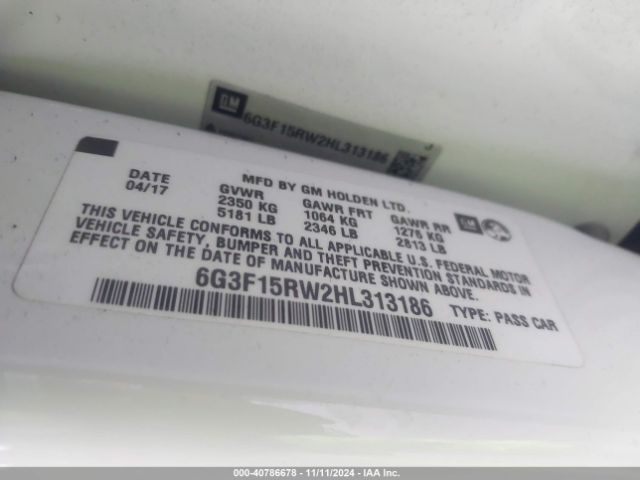 GM
6G3F15RW2HL313186
DATE
04/17
MFD BY GM HOLDEN LTD.
GVWR
2350 KG
5181 LB
GAWR FRT
1064 KG
2346 LB
GAWR RR
1276 KG
2813 LB
GM
THIS VEHICLE CONFORMS TO ALL APPLICABLE U.S. FEDERAL MOTOR
VEHICLE SAFETY, BUMPER AND THEFT PREVENTION STANDARDS IN
EFFECT ON THE DATE OF MANUFACTURE SHOWN ABOVE.
6G3F15RW2HL313186
TYPE: PASS CAR
000-40786678 - 11/11/2024 - IAA Inc.